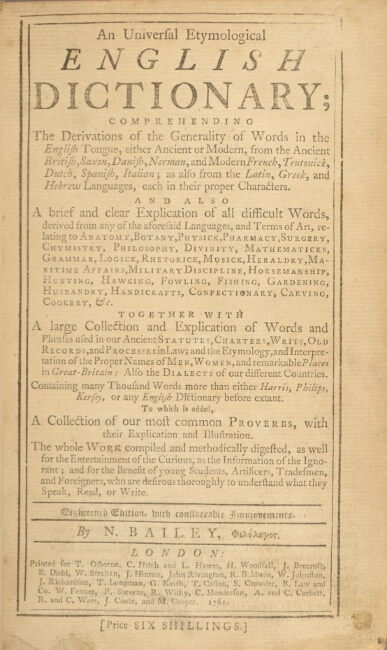 An Univerſal Etymological
ENGLISH
DICTIONARY;
COMPREHENDING
The Derivations of the Generality of Words in the
Engliſh Tongue, either Ancient or Modern, from the Ancient
Britiſh, Saxon, Daniſh, Norman, and Modern French, Teutonick,
Dutch, Spaniſh, Italian; as alſo from the Latin, Greek, and
Hebrew Languages, each in their proper Characters.
AND ALSO
A brief and clear Explication of all difficult Words,
derived from any of the aforeſaid Languages, and Terms of Art, re-
lating to ANATOMY, BOTANY, PHYSICK, PHARMACY, SURGERY,
CHYMISTRY, PHILOSOPHY, DIVINITY, MATHEMATICKS,
GRAMMAR, LOGICK, RHETORICK, MUSICK, HERALDRY, MA-
RITIME AFFAIRS, MILITARY DISCIPLINE, HORSEMANSHIP,
HUNTING, HAWKING, FOWLING, FISHING, GARDENING,
HUSBANDRY, HANDICRAFTS, CONFECTIONARY, CARVING,
COOKERY, &c.
TOGETHER WITH
A large Collection and Explication of Words and
Phraſes uſed in our Ancient STATUTES, CHARTERS, WRITS, OLD
RECORDS, and PROCESSES in Law; and the Etymology, and Interpre-
tation of the Proper Names of MEN, WOMEN, and remarkable Places
in Great-Britain: Alſo the DIALECTS of our different Countries.
Containing many Thouſand Words more than either Harris, Philips,
Kerſey, or any Engliſh Dictionary before extant.
To which is added,
A Collection of our moſt common PROVERBS, with
their Explication and Illuſtration.
The whole WORK compiled and methodically digeſted, as well
for the Entertainment of the Curious, as the Information of the Igno-
rant; and for the Benefit of young Students, Artificers, Tradeſmen,
and Foreigners, who are deſirous thoroughly to underſtand what they
Speak, Read, or Write.
Eighteenth Edition, with conſiderable Improvements.
By N. BAILEY, Φιλόλογος.
LONDON:
Printed for T. Oſborne, C. Hitch and L. Hawes, H. Woodfall, J. Beecroft,
E. Dodd, W. Strahan, J. Hinton, John Rivington, R. Baldwin, W. Johnſton,
J. Richardſon, T. Longman, G. Keith, T. Caſlon, S. Crowder, B. Law and
Co. W. Fenner, P. Stevens, R. Withy, C. Henderſon, A. and C. Corbett,
R. and C. Ware, J. Coote, and M. Cooper. 1761.
[Price SIX SHILLINGS.]